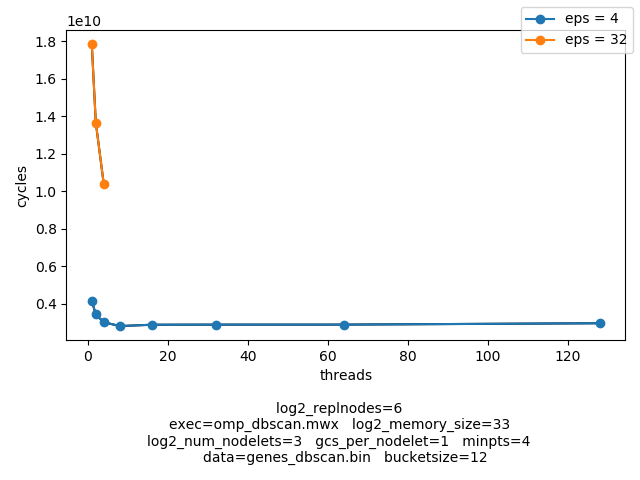 1e10
eps = 4
eps = 32
1.8
1.6
1.4
1.2
1.0
0.8
0.6
0.4
cycles
0 20 40 60 80 100 120
threads
log2_replnodes=6
exec=omp_dbscan.mwx log2_memory_size=33
log2_num_nodelets=3 gcs_per_nodelet=1 minpts=4
data=genes_dbscan.bin bucketsize=12